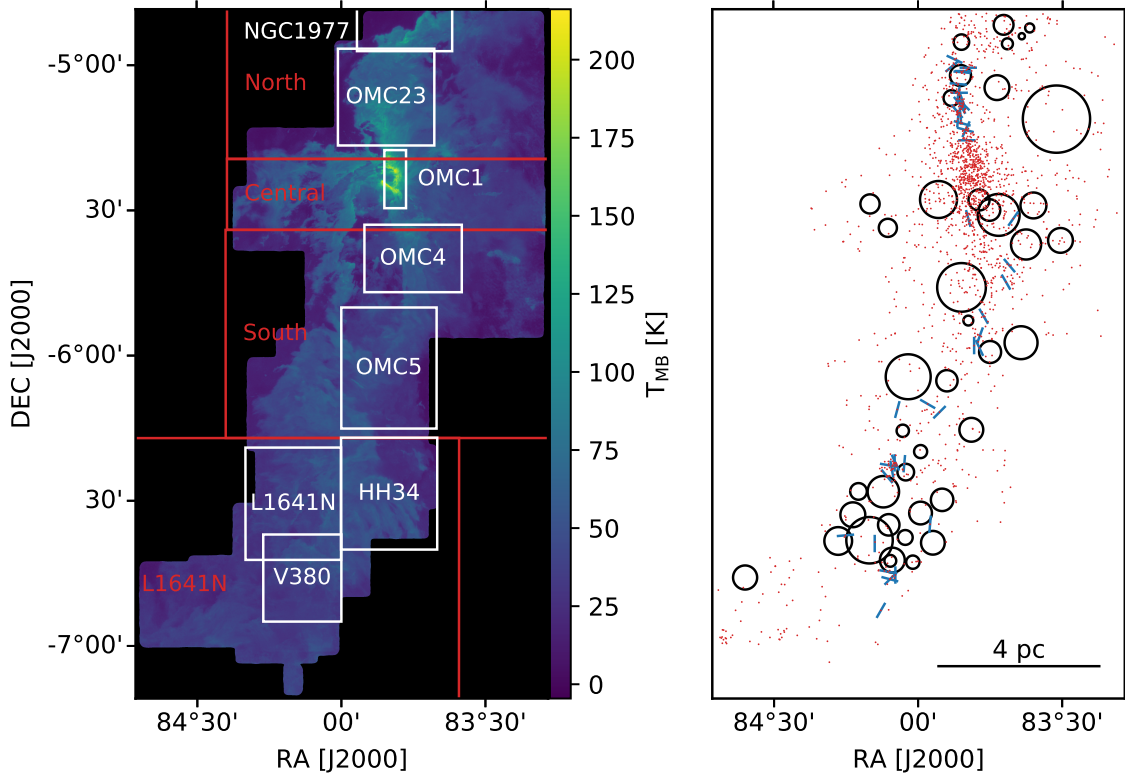 NGC1977
North
OMC23
Central
OMC1
OMC4
South
OMC5
L1641N
HH34
L1641N
V380
-5°00'
30'
-6°00'
30'
-7°00'
DEC [J2000]
84°30'
00'
83°30'
RA [J2000]
200
175
150
125
100
75
50
25
0
T_MB [K]
4 pc
84°30'
00'
83°30'
RA [J2000]